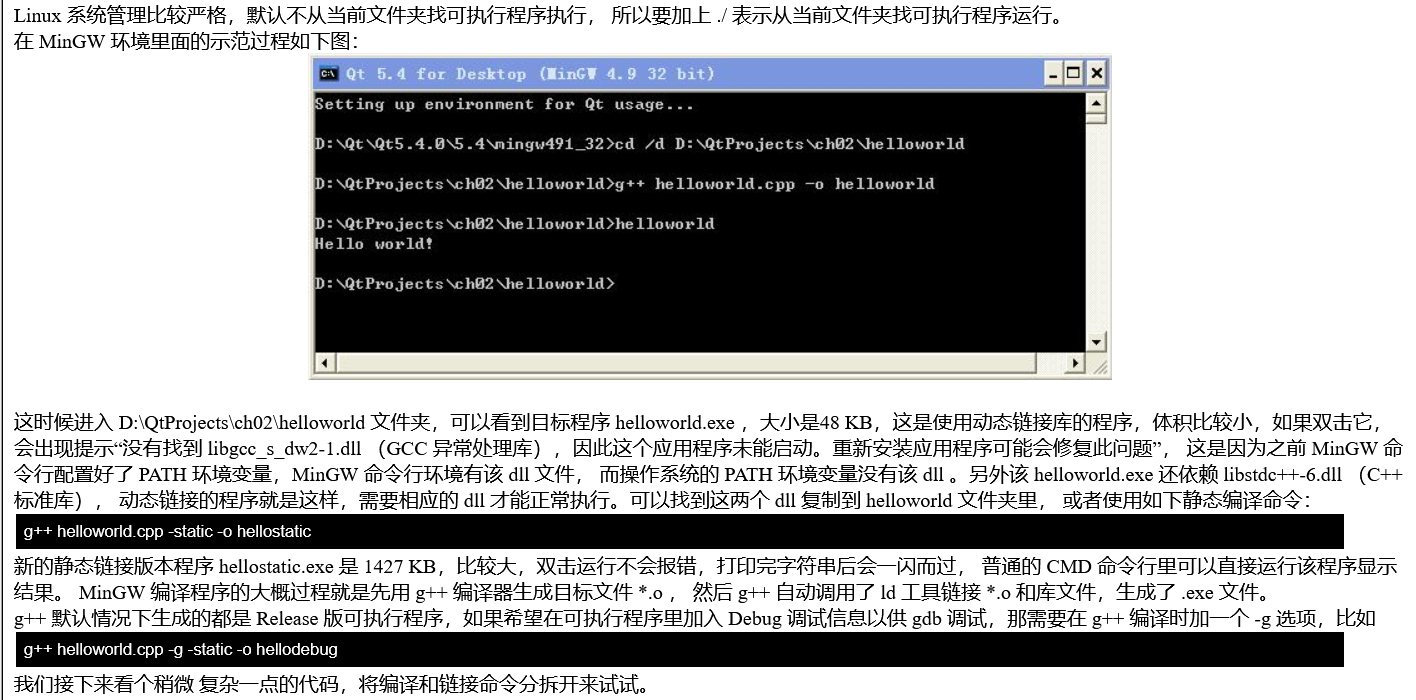 Linux 系统管理比较严格，默认不从当前文件夹找可执行程序执行， 所以要加上 ./ 表示从当前文件夹找可执行程序运行。
在 MinGW 环境里面的示范过程如下图：
Qt 5.4 for Desktop (MinGW 4.9 32 bit)
Setting up environment for Qt usage...
D:\Qt\Qt5.4.0\5.4\mingw491_32>cd /d D:\QtProjects\ch02\helloworld
D:\QtProjects\ch02\helloworld>g++ helloworld.cpp -o helloworld
D:\QtProjects\ch02\helloworld>helloworld
Hello world!
D:\QtProjects\ch02\helloworld>
这时候进入 D:\QtProjects\ch02\helloworld 文件夹，可以看到目标程序 helloworld.exe ，大小是48 KB，这是使用动态链接库的程序，体积比较小，如果双击它，
会出现提示“没有找到 libgcc_s_dw2-1.dll （GCC 异常处理库），因此这个应用程序未能启动。重新安装应用程序可能会修复此问题”， 这是因为之前 MinGW 命
令行配置好了 PATH 环境变量，MinGW 命令行环境有该 dll 文件， 而操作系统的 PATH 环境变量没有该 dll 。另外该 helloworld.exe 还依赖 libstdc++-6.dll （C++
标准库）， 动态链接的程序就是这样，需要相应的 dll 才能正常执行。可以找到这两个 dll 复制到 helloworld 文件夹里， 或者使用如下静态编译命令：
g++ helloworld.cpp -static -o hellostatic
新的静态链接版本程序 hellostatic.exe 是 1427 KB，比较大，双击运行不会报错，打印完字符串后会一闪而过， 普通的 CMD 命令行里可以直接运行该程序显示
结果。 MinGW 编译程序的大概过程就是先用 g++ 编译器生成目标文件 *.o ， 然后 g++ 自动调用了 ld 工具链接 *.o 和库文件，生成了 .exe 文件。
g++ 默认情况下生成的都是 Release 版可执行程序，如果希望在可执行程序里加入 Debug 调试信息以供 gdb 调试，那需要在 g++ 编译时加一个 -g 选项，比如
g++ helloworld.cpp -g -static -o hellodebug
我们接下来看个稍微 复杂一点的代码，将编译和链接命令分拆开来试试。